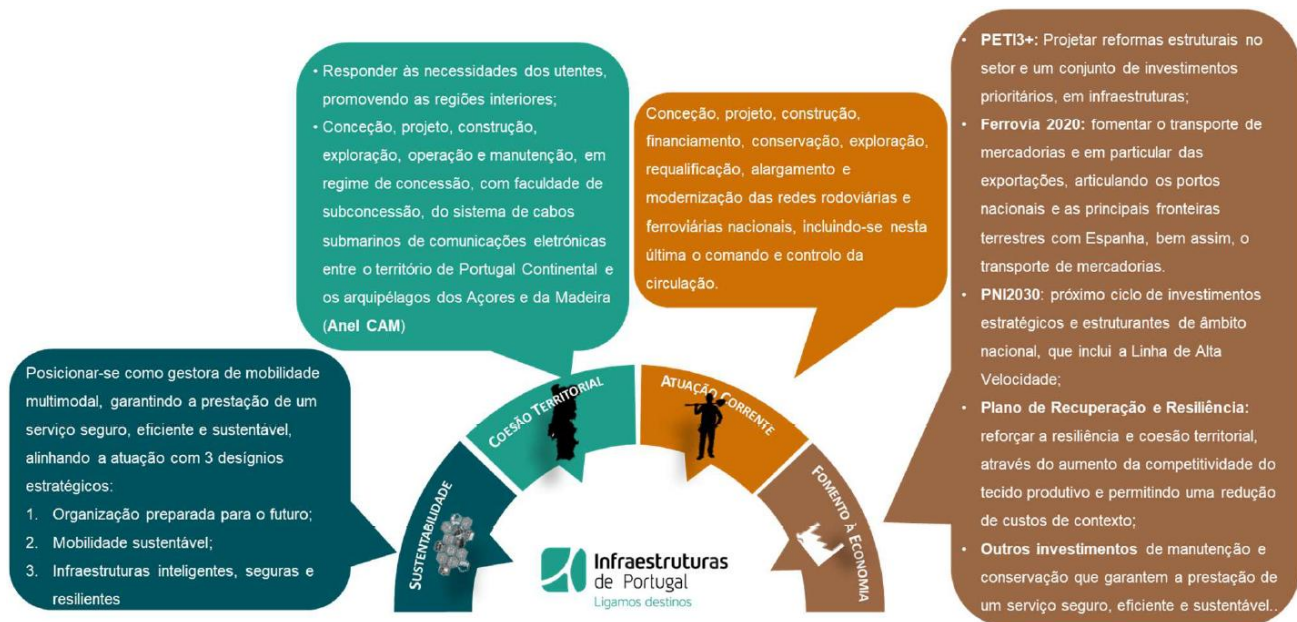 Posicionar-se como gestora de mobilidade
multimodal, garantindo a prestação de um
serviço seguro, eficiente e sustentável,
alinhando a atuação com 3 desígnios
estratégicos:
1. Organização preparada para o futuro;
2. Mobilidade sustentável;
3. Infraestruturas inteligentes, seguras e
resilientes
• Responder às necessidades dos utentes,
promovendo as regiões interiores;
• Conceção, projeto, construção,
exploração, operação e manutenção, em
regime de concessão, com faculdade de
subconcessão, do sistema de cabos
submarinos de comunicações eletrónicas
entre o território de Portugal Continental e
os arquipélagos dos Açores e da Madeira
(Anel CAM)
Conceção, projeto, construção,
financiamento, conservação, exploração,
requalificação, alargamento e
modernização das redes rodoviárias e
ferroviárias nacionais, incluindo-se nesta
última o comando e controlo da
circulação.
• PETI3+: Projetar reformas estruturais no
setor e um conjunto de investimentos
prioritários, em infraestruturas;
• Ferrovia 2020: fomentar o transporte de
mercadorias e em particular das
exportações, articulando os portos
nacionais e as principais fronteiras
terrestres com Espanha, bem assim, o
transporte de mercadorias.
• PNI2030: próximo ciclo de investimentos
estratégicos e estruturantes de âmbito
nacional, que inclui a Linha de Alta
Velocidade;
• Plano de Recuperação e Resiliência:
reforçar a resiliência e coesão territorial,
através do aumento da competitividade do
tecido produtivo e permitindo uma redução
de custos de contexto;
• Outros investimentos de manutenção e
conservação que garantem a prestação de
um serviço seguro, eficiente e sustentável..
SUSTENTABILIDADE
COESÃO TERRITORIAL
ATUAÇÃO CORRENTE
FOMENTO À ECONOMIA
Infraestruturas
de Portugal
Ligamos destinos